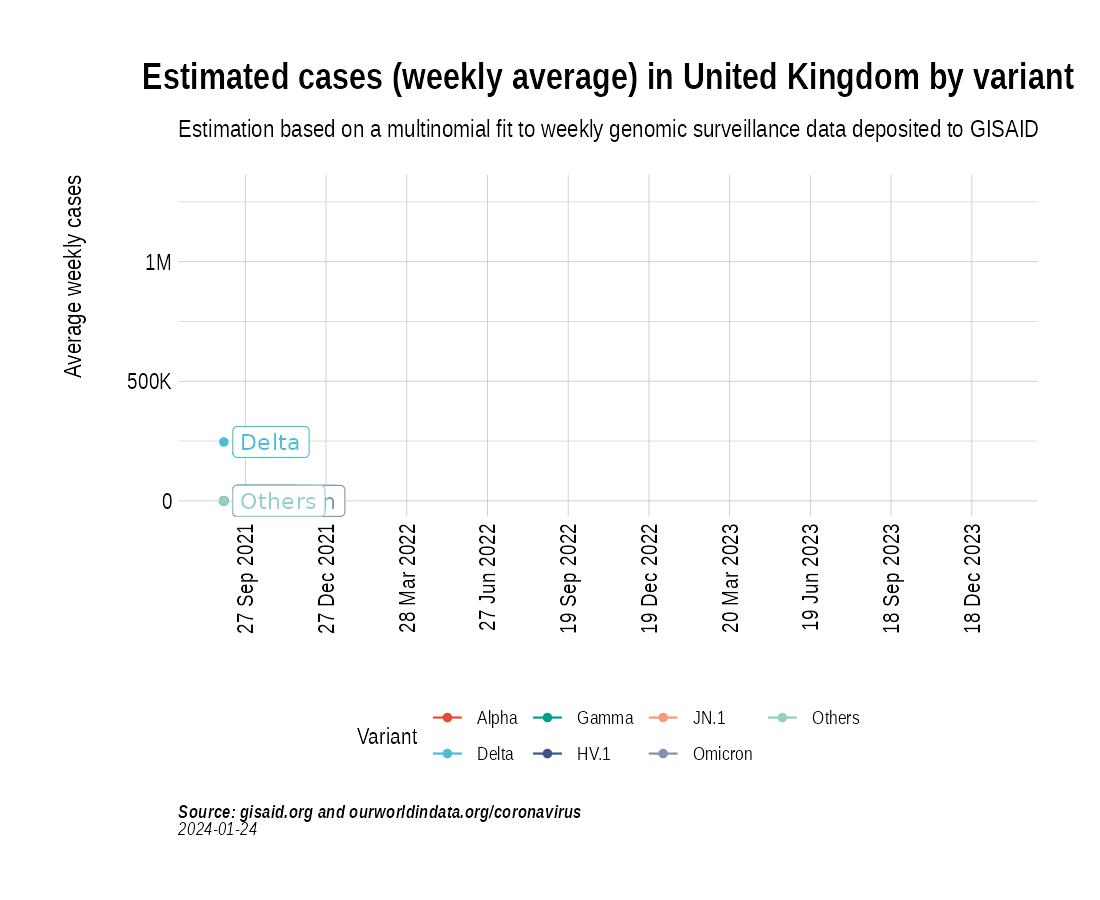 Estimated cases (weekly average) in United Kingdom by variant
Estimation based on a multinomial fit to weekly genomic surveillance data deposited to GISAID
Average weekly cases
1M
500K
0
Delta
Others
n
27 Sep 2021
27 Dec 2021
28 Mar 2022
27 Jun 2022
19 Sep 2022
19 Dec 2022
20 Mar 2023
19 Jun 2023
18 Sep 2023
18 Dec 2023
Variant
Alpha
Gamma
JN.1
Others
Delta
HV.1
Omicron
Source: gisaid.org and ourworldindata.org/coronavirus
2024-01-24